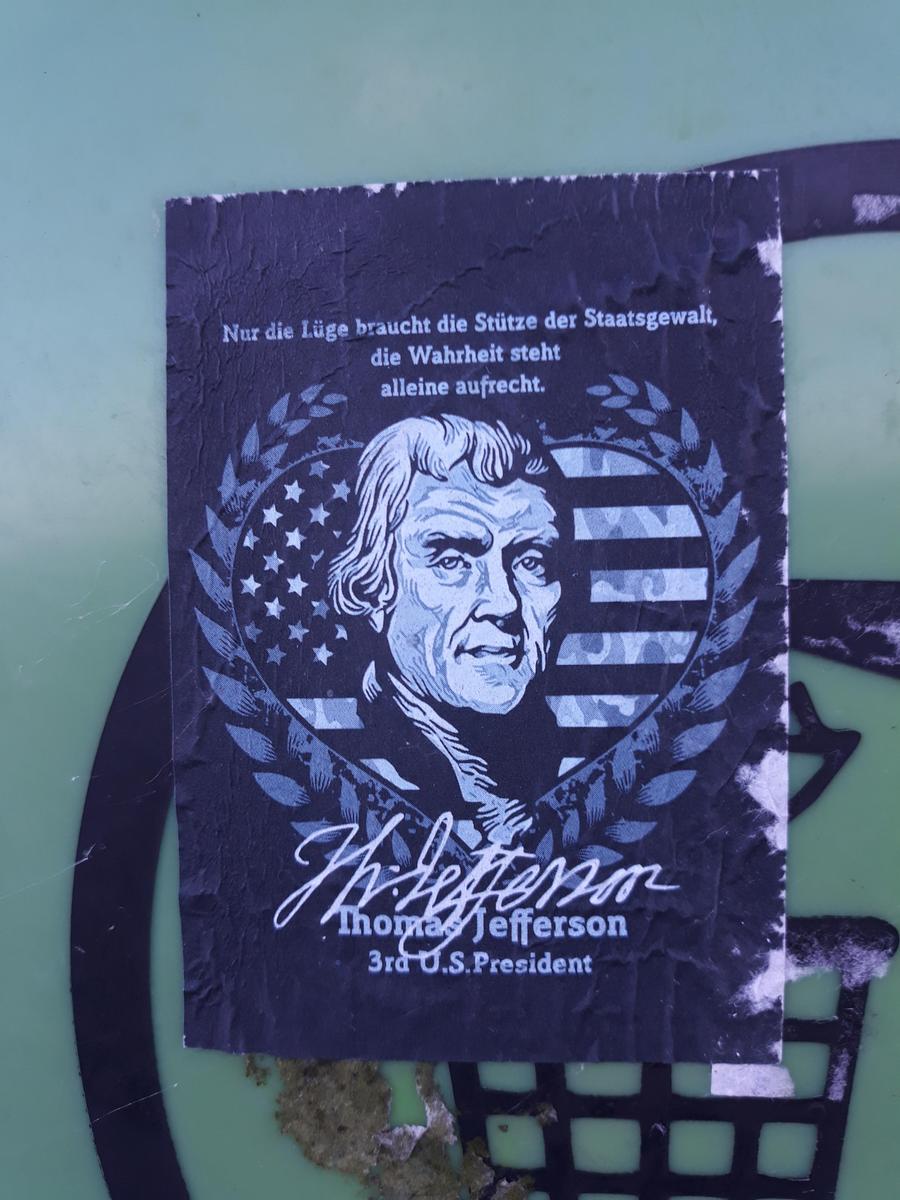 Nur die Lüge braucht die Stütze der Staatsgewalt,
die Wahrheit steht
alleine aufrecht.
Th: Jefferson
Thomas Jefferson
3rd U.S.President